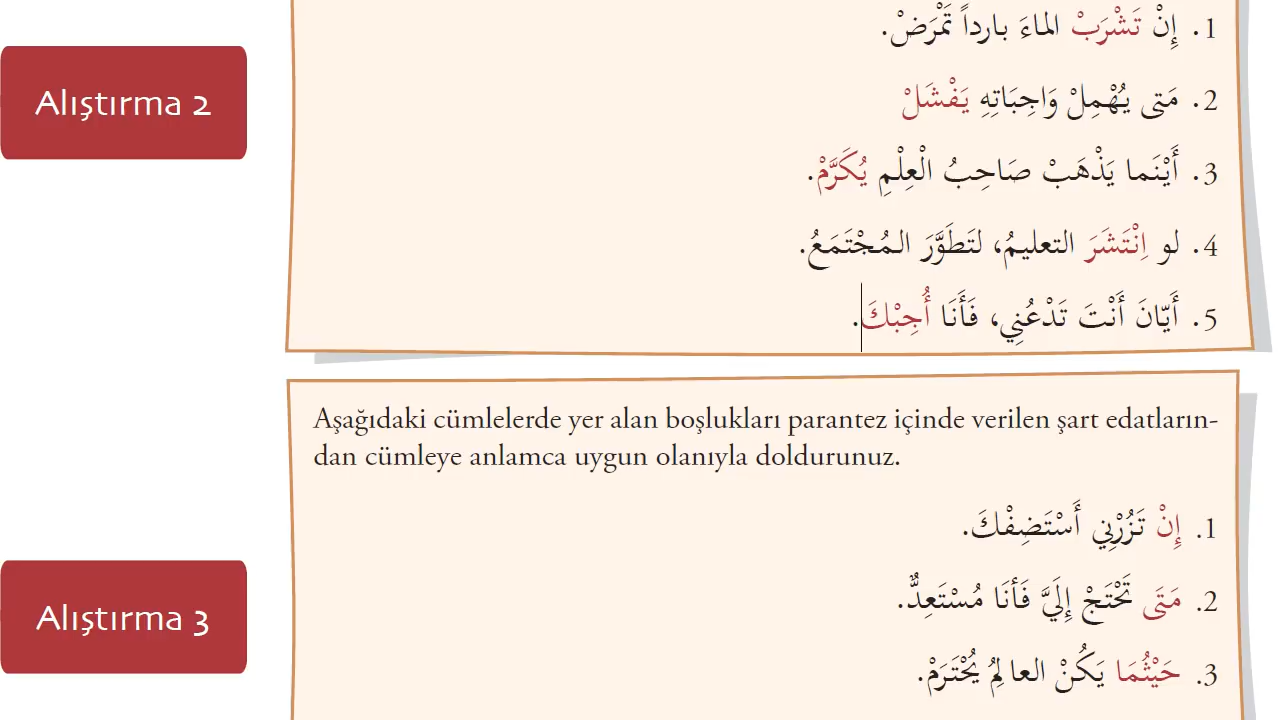 1. إِنْ تَشْرَبْ الماءَ بارداً تَمْرَضْ.
Alıştırma 2
2. مَتى يُهْمِلْ وَاجِبَاتِهِ يَفْشَلْ
3. أَيْنَما يَذْهَبْ صَاحِبُ الْعِلْمِ يُكَرَّمْ.
4. لو اِنْتَشَرَ التعليمُ، لتَطَوَّرَ الـمُجْتَمَعُ.
5. أَيّانَ أَنْتَ تَدْعُنِي، فَأَنَا أُجِبْكَ.
Aşağıdaki cümlelerde yer alan boşlukları parantez içinde verilen şart edatların-
dan cümleye anlamca uygun olanıyla doldurunuz.
1. إِنْ تَزُرْنِي أَسْتَضِفْكَ.
Alıştırma 3
2. مَتَى تَحْتَجْ إِلَيَّ فَأنَا مُسْتَعِدٌّ.
3. حَيْثُمَا يَكُنْ العالِمُ يُحْتَرَمْ.